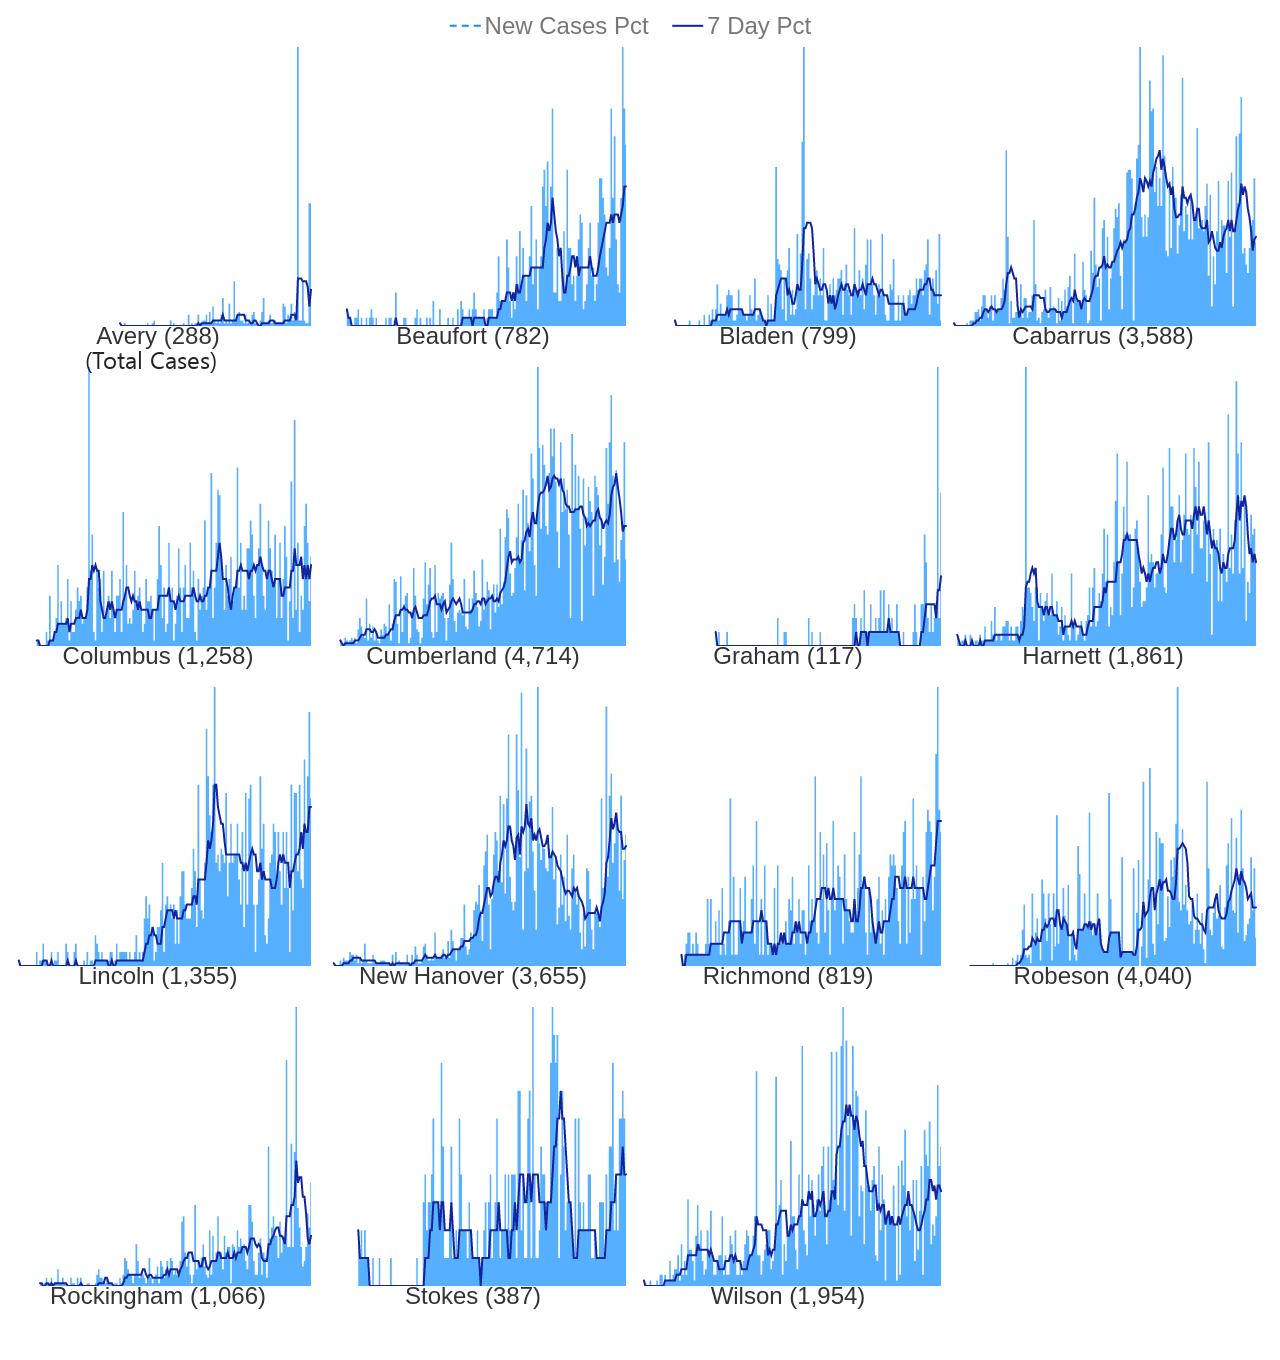 New Cases Pct 7 Day Pct
Avery (288) Beaufort (782) Bladen (799) Cabarrus (3,588)
(Total Cases)
Columbus (1,258) Cumberland (4,714) Graham (117) Harnett (1,861)
Lincoln (1,355) New Hanover (3,655) Richmond (819) Robeson (4,040)
Rockingham (1,066) Stokes (387) Wilson (1,954)